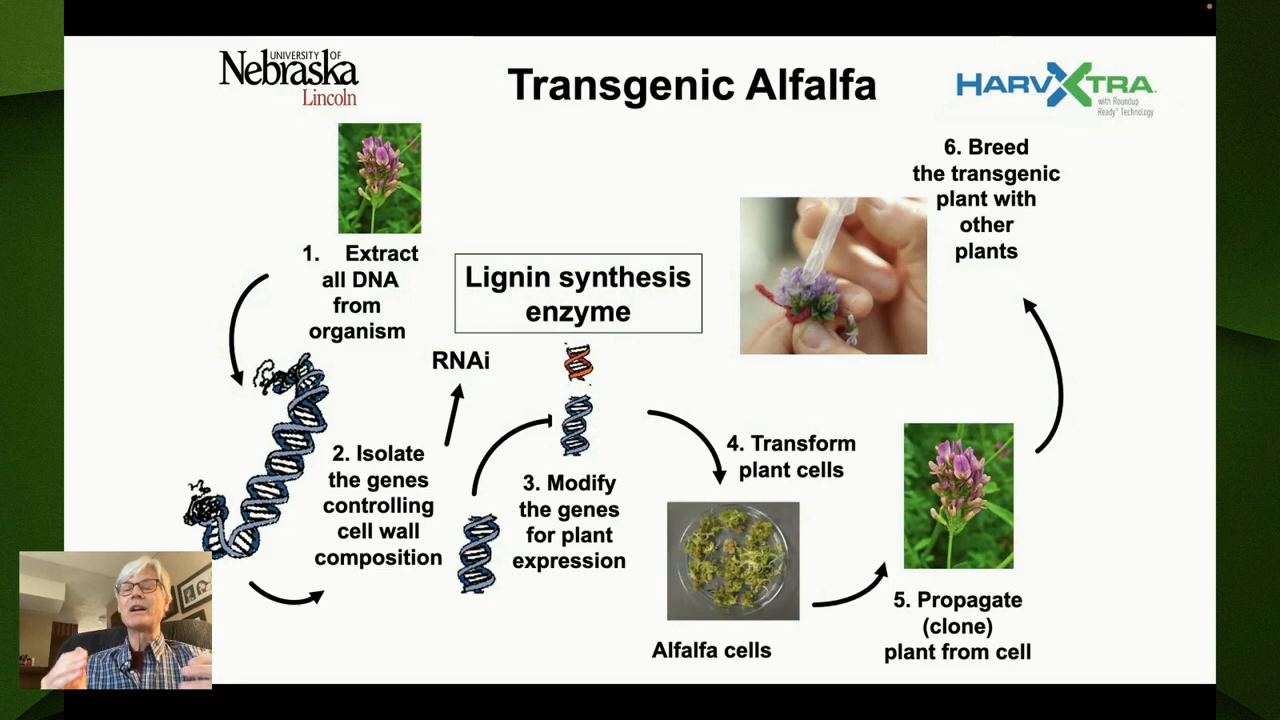 UNIVERSITY OF
Nebraska
Lincoln
Transgenic Alfalfa
HARVXTRA
with Roundup
Ready Technology
1. Extract
all DNA
from
organism
Lignin synthesis
enzyme
RNAi
2. Isolate
the genes
controlling
cell wall
composition
3. Modify
the genes
for plant
expression
4. Transform
plant cells
Alfalfa cells
5. Propagate
(clone)
plant from cell
6. Breed
the transgenic
plant with
other
plants